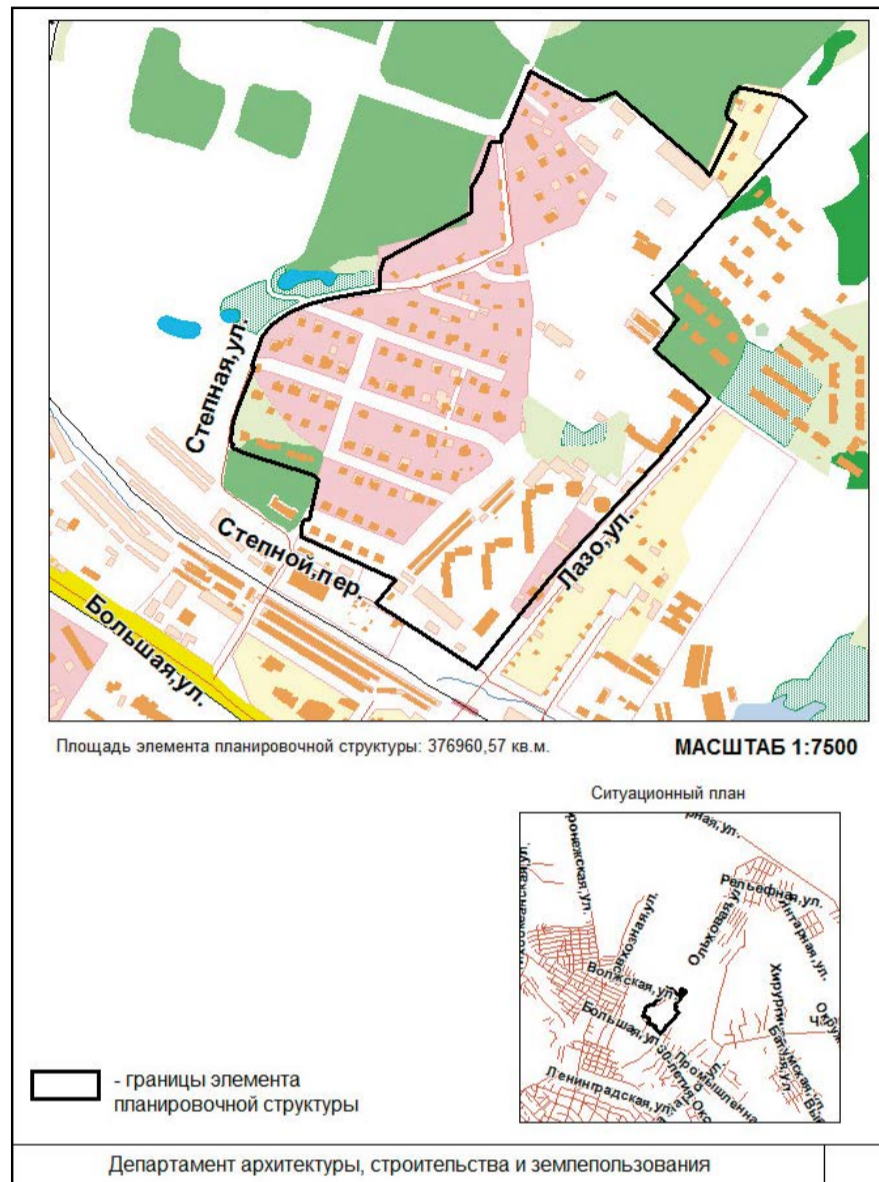 Степная,ул.
Степной,пер.
Лазо,ул.
Большая,ул.
Площадь элемента планировочной структуры: 376960,57 кв.м.
МАСШТАБ 1:7500
Ситуационный план
Рельефная,ул.
Янтарная,ул.
Ольховая,ул.
Волжская,ул.
Большая,ул.
Ленинградская,ул.
- границы элемента
планировочной структуры
Департамент архитектуры, строительства и землепользования